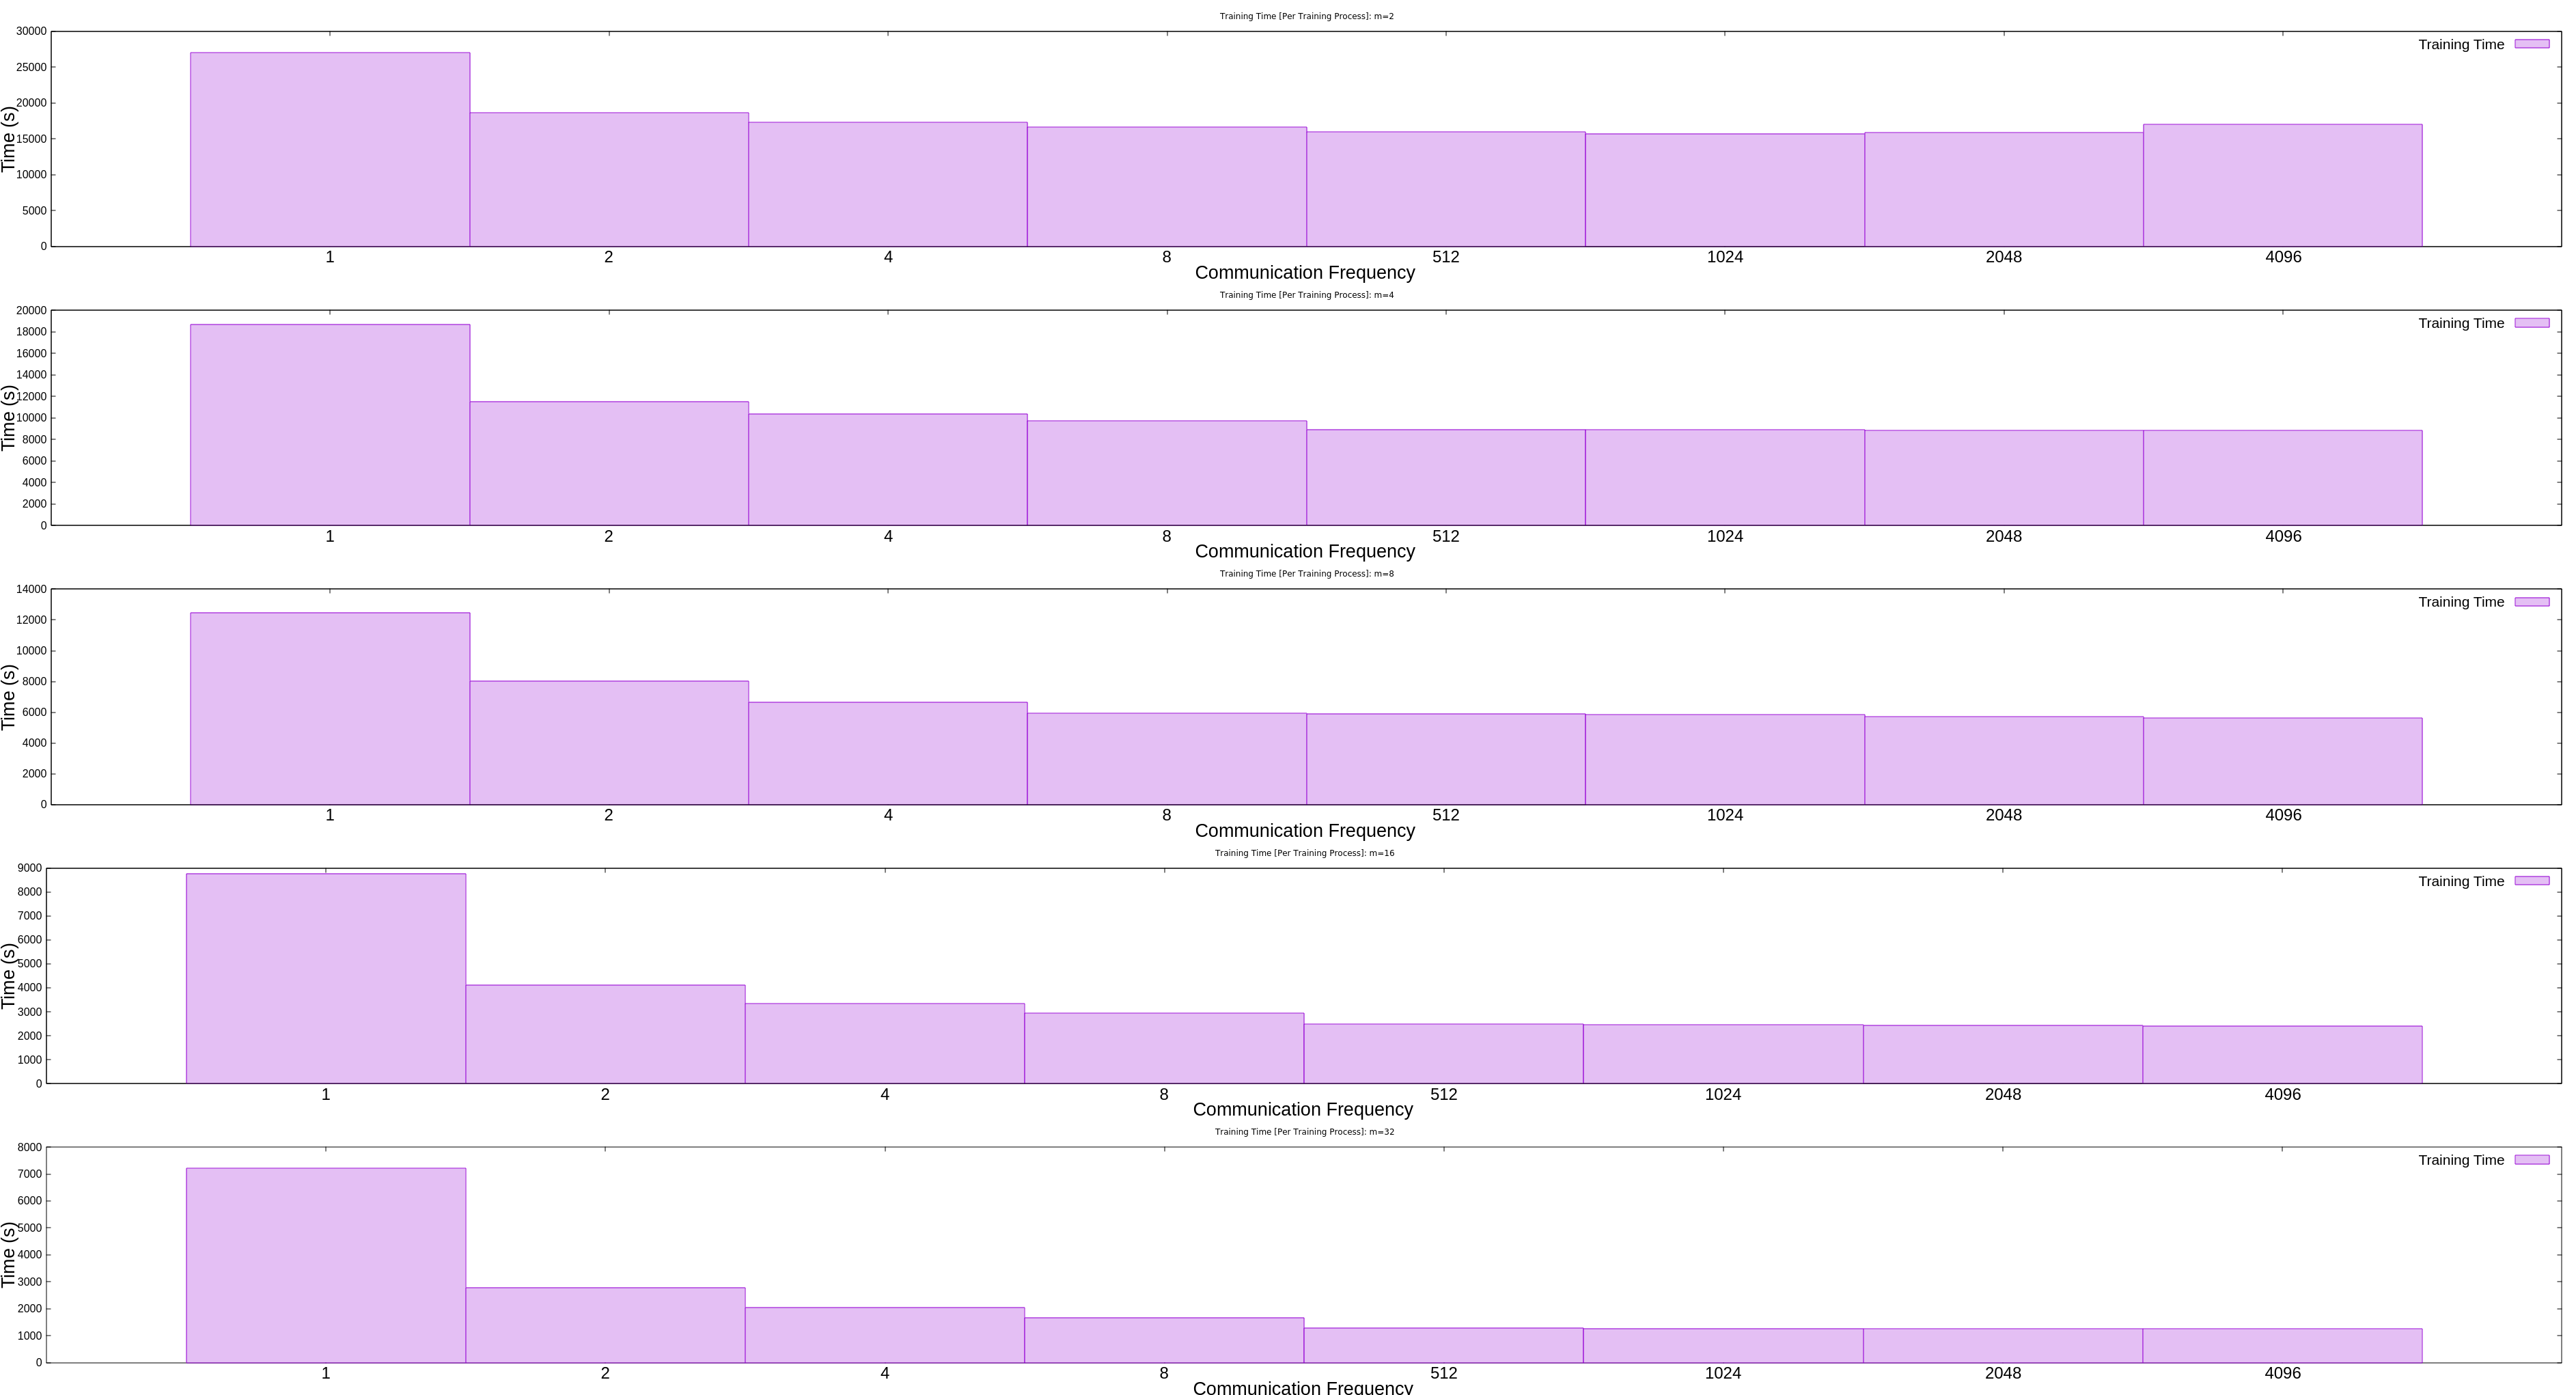 Training Time [Per Training Process]: m=2
30000
25000
20000
15000
10000
5000
0
Time (s)
Training Time
1 2 4 8 512 1024 2048 4096
Communication Frequency
Training Time [Per Training Process]: m=4
20000
18000
16000
14000
12000
10000
8000
6000
4000
2000
0
Time (s)
Training Time
1 2 4 8 512 1024 2048 4096
Communication Frequency
Training Time [Per Training Process]: m=8
14000
12000
10000
8000
6000
4000
2000
0
Time (s)
Training Time
1 2 4 8 512 1024 2048 4096
Communication Frequency
Training Time [Per Training Process]: m=16
9000
8000
7000
6000
5000
4000
3000
2000
1000
0
Time (s)
Training Time
1 2 4 8 512 1024 2048 4096
Communication Frequency
Training Time [Per Training Process]: m=32
8000
7000
6000
5000
4000
3000
2000
1000
0
Time (s)
Training Time
1 2 4 8 512 1024 2048 4096
Communication Frequency